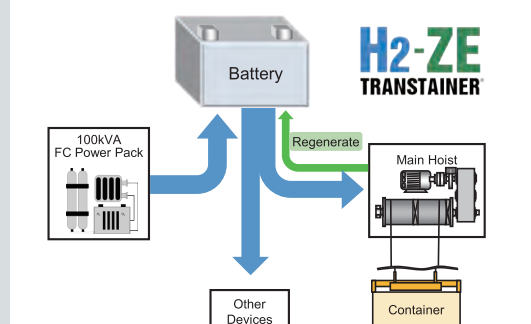 Battery
H2-ZE
TRANSTAINER
100kVA
FC Power Pack
Regenerate
Main Hoist
Other
Devices
Container